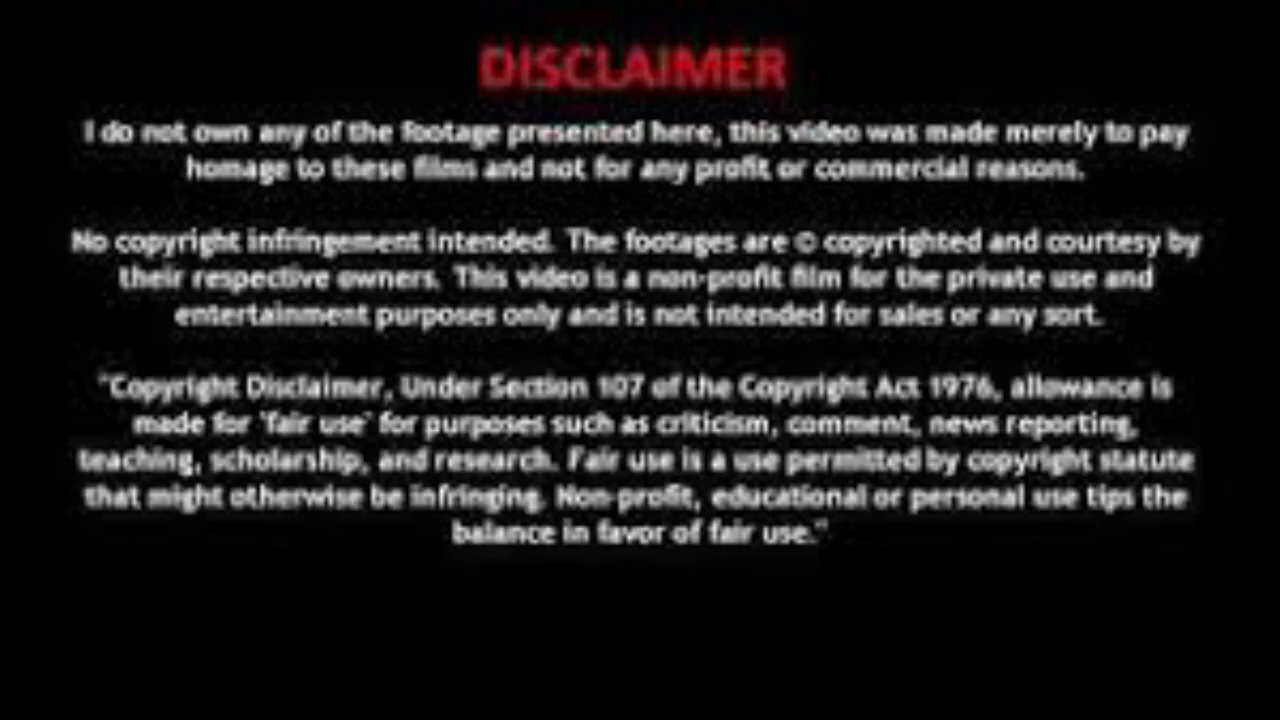 DISCLAIMER
I do not own any of the footage presented here, this video was made merely to pay
homage to these films and not for any profit or commercial reasons.
No copyright infringement intended. The footages are © copyrighted and courtesy by
their respective owners. This video is a non-profit film for the private use and
entertainment purposes only and is not intended for sales or any sort.
"Copyright Disclaimer, Under Section 107 of the Copyright Act 1976, allowance is
made for 'fair use' for purposes such as criticism, comment, news reporting,
teaching, scholarship, and research. Fair use is a use permitted by copyright statute
that might otherwise be infringing. Non-profit, educational or personal use tips the
balance in favor of fair use."